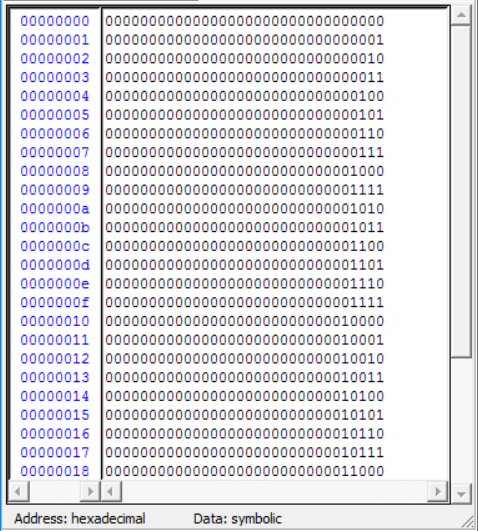 00000000 00000000000000000000000000000000
00000001 00000000000000000000000000000001
00000002 00000000000000000000000000000010
00000003 00000000000000000000000000000011
00000004 00000000000000000000000000000100
00000005 00000000000000000000000000000101
00000006 00000000000000000000000000000110
00000007 00000000000000000000000000000111
00000008 00000000000000000000000000001000
00000009 00000000000000000000000000001111
0000000a 00000000000000000000000000001010
0000000b 00000000000000000000000000001011
0000000c 00000000000000000000000000001100
0000000d 00000000000000000000000000001101
0000000e 00000000000000000000000000001110
0000000f 00000000000000000000000000001111
00000010 00000000000000000000000000010000
00000011 00000000000000000000000000010001
00000012 00000000000000000000000000010010
00000013 00000000000000000000000000010011
00000014 00000000000000000000000000010100
00000015 00000000000000000000000000010101
00000016 00000000000000000000000000010110
00000017 00000000000000000000000000010111
00000018 00000000000000000000000000011000
Address: hexadecimal Data: symbolic